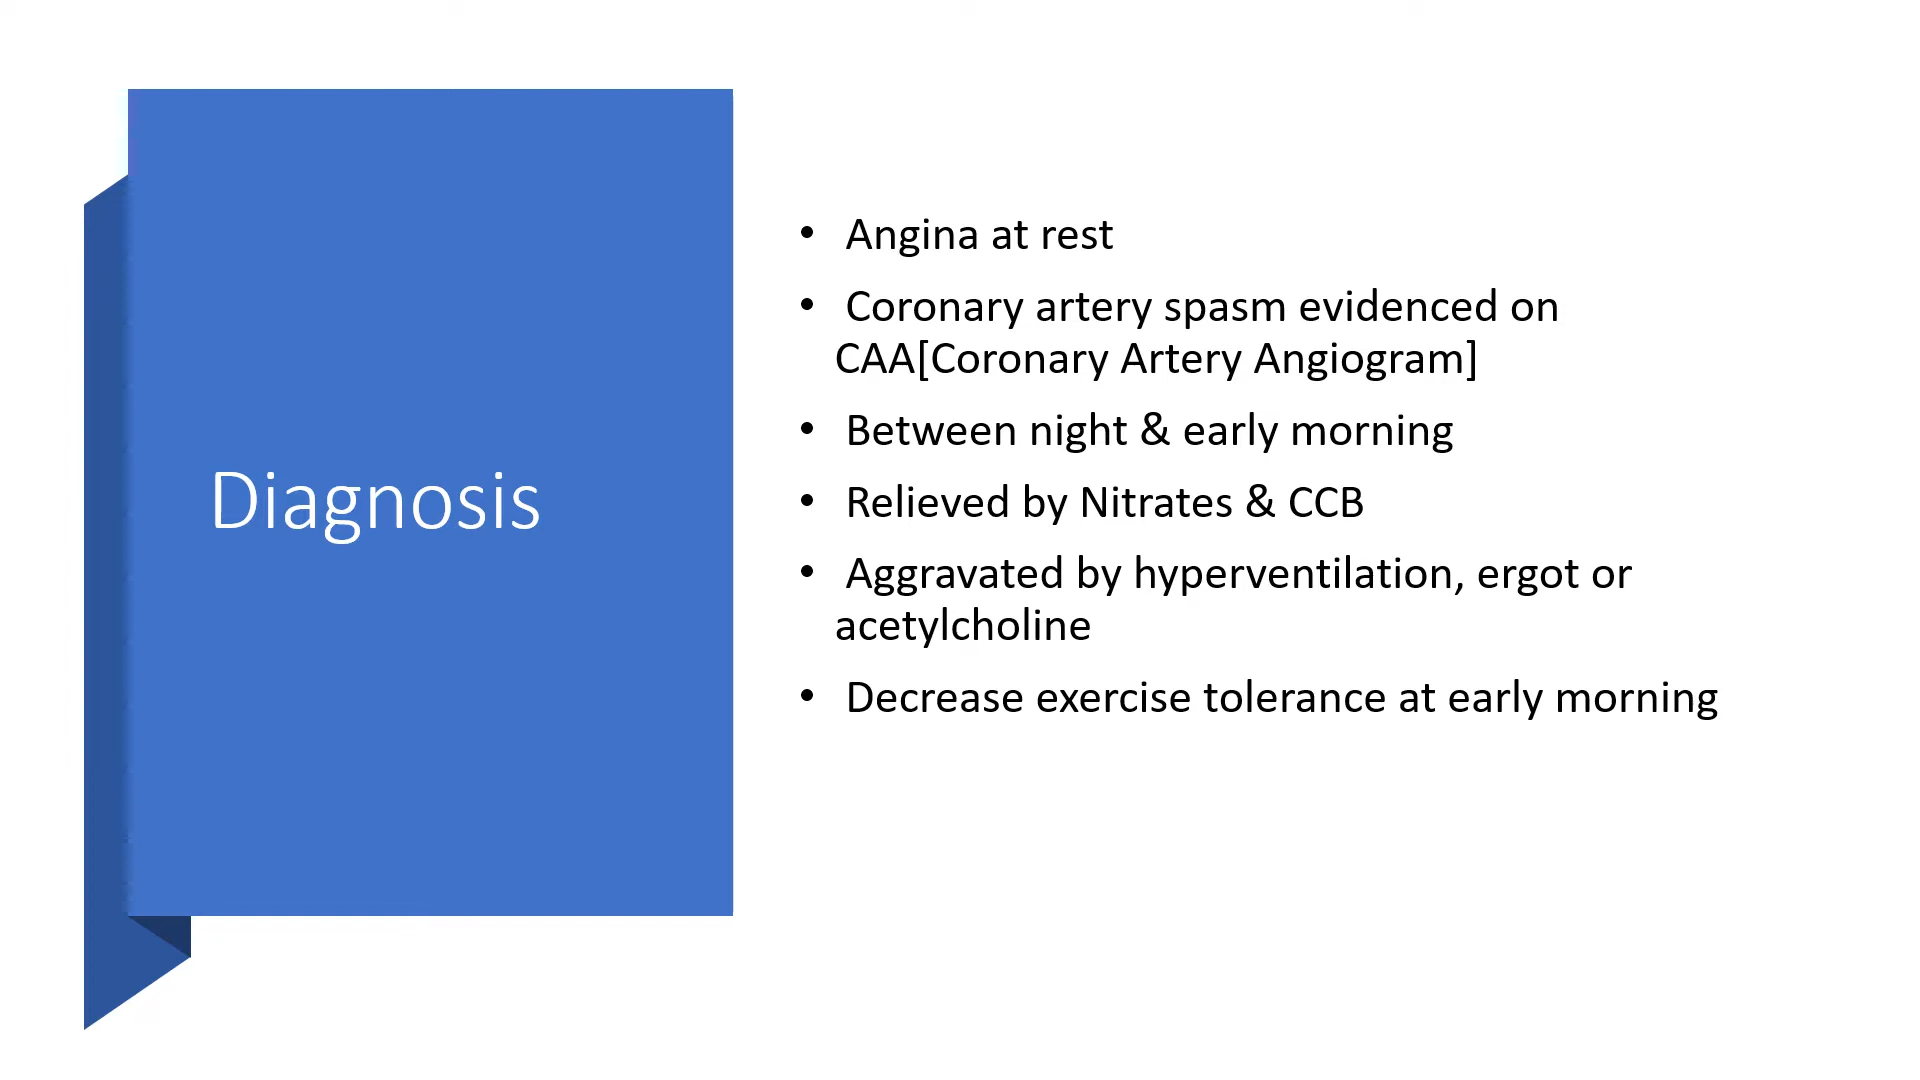 Diagnosis
• Angina at rest
• Coronary artery spasm evidenced on
CAA[Coronary Artery Angiogram]
• Between night & early morning
• Relieved by Nitrates & CCB
• Aggravated by hyperventilation, ergot or
acetylcholine
• Decrease exercise tolerance at early morning